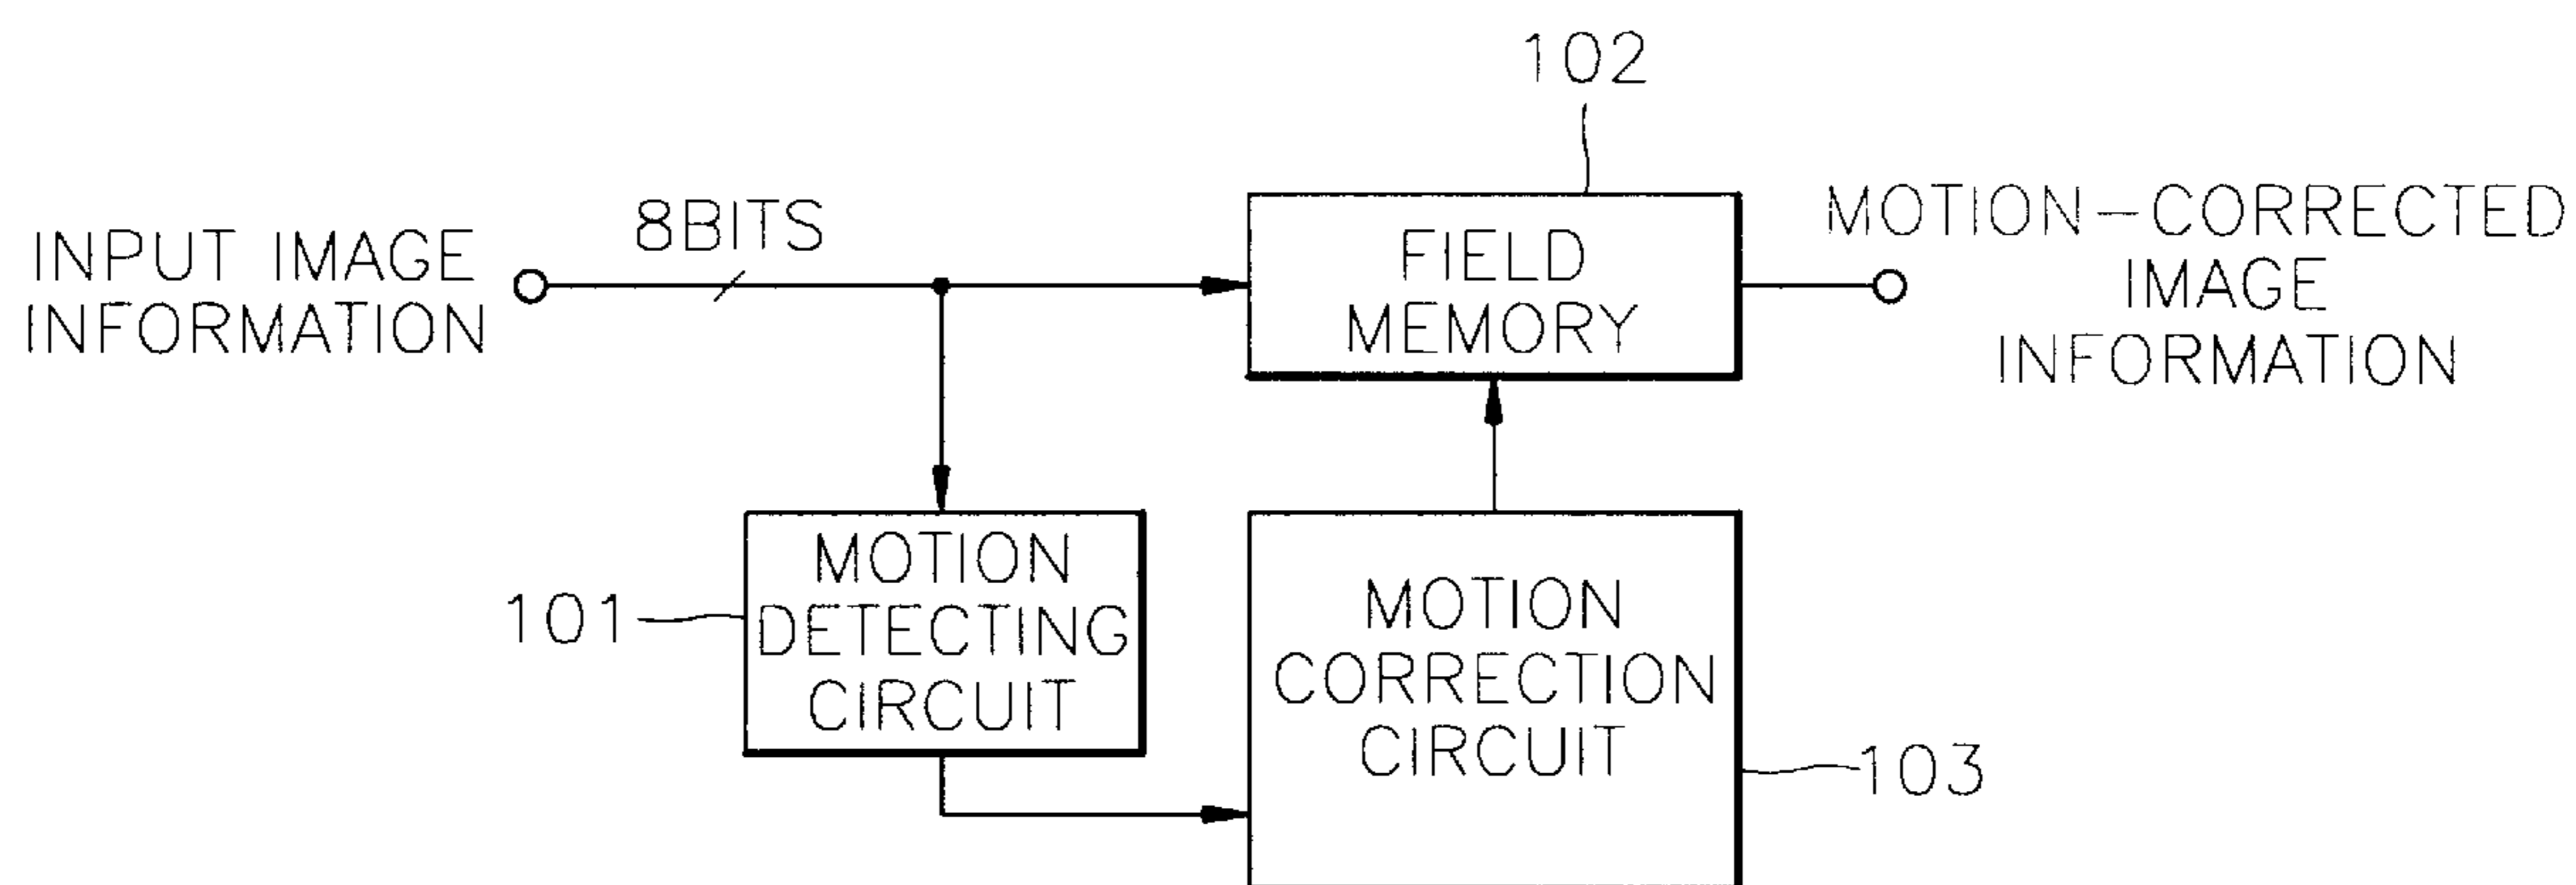 102
8BITS
INPUT IMAGE
INFORMATION
FIELD
MEMORY
MOTION-CORRECTED
IMAGE
INFORMATION
101
MOTION
DETECTING
CIRCUIT
MOTION
CORRECTION
CIRCUIT
103